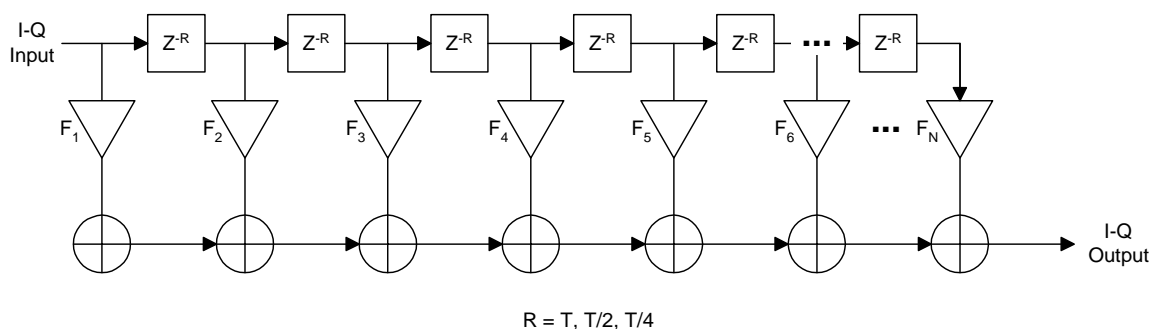 I-Q
Input
Z-R
Z-R
Z-R
Z-R
Z-R
...
Z-R
F1
F2
F3
F4
F5
F6
...
FN
I-Q
Output
R = T, T/2, T/4